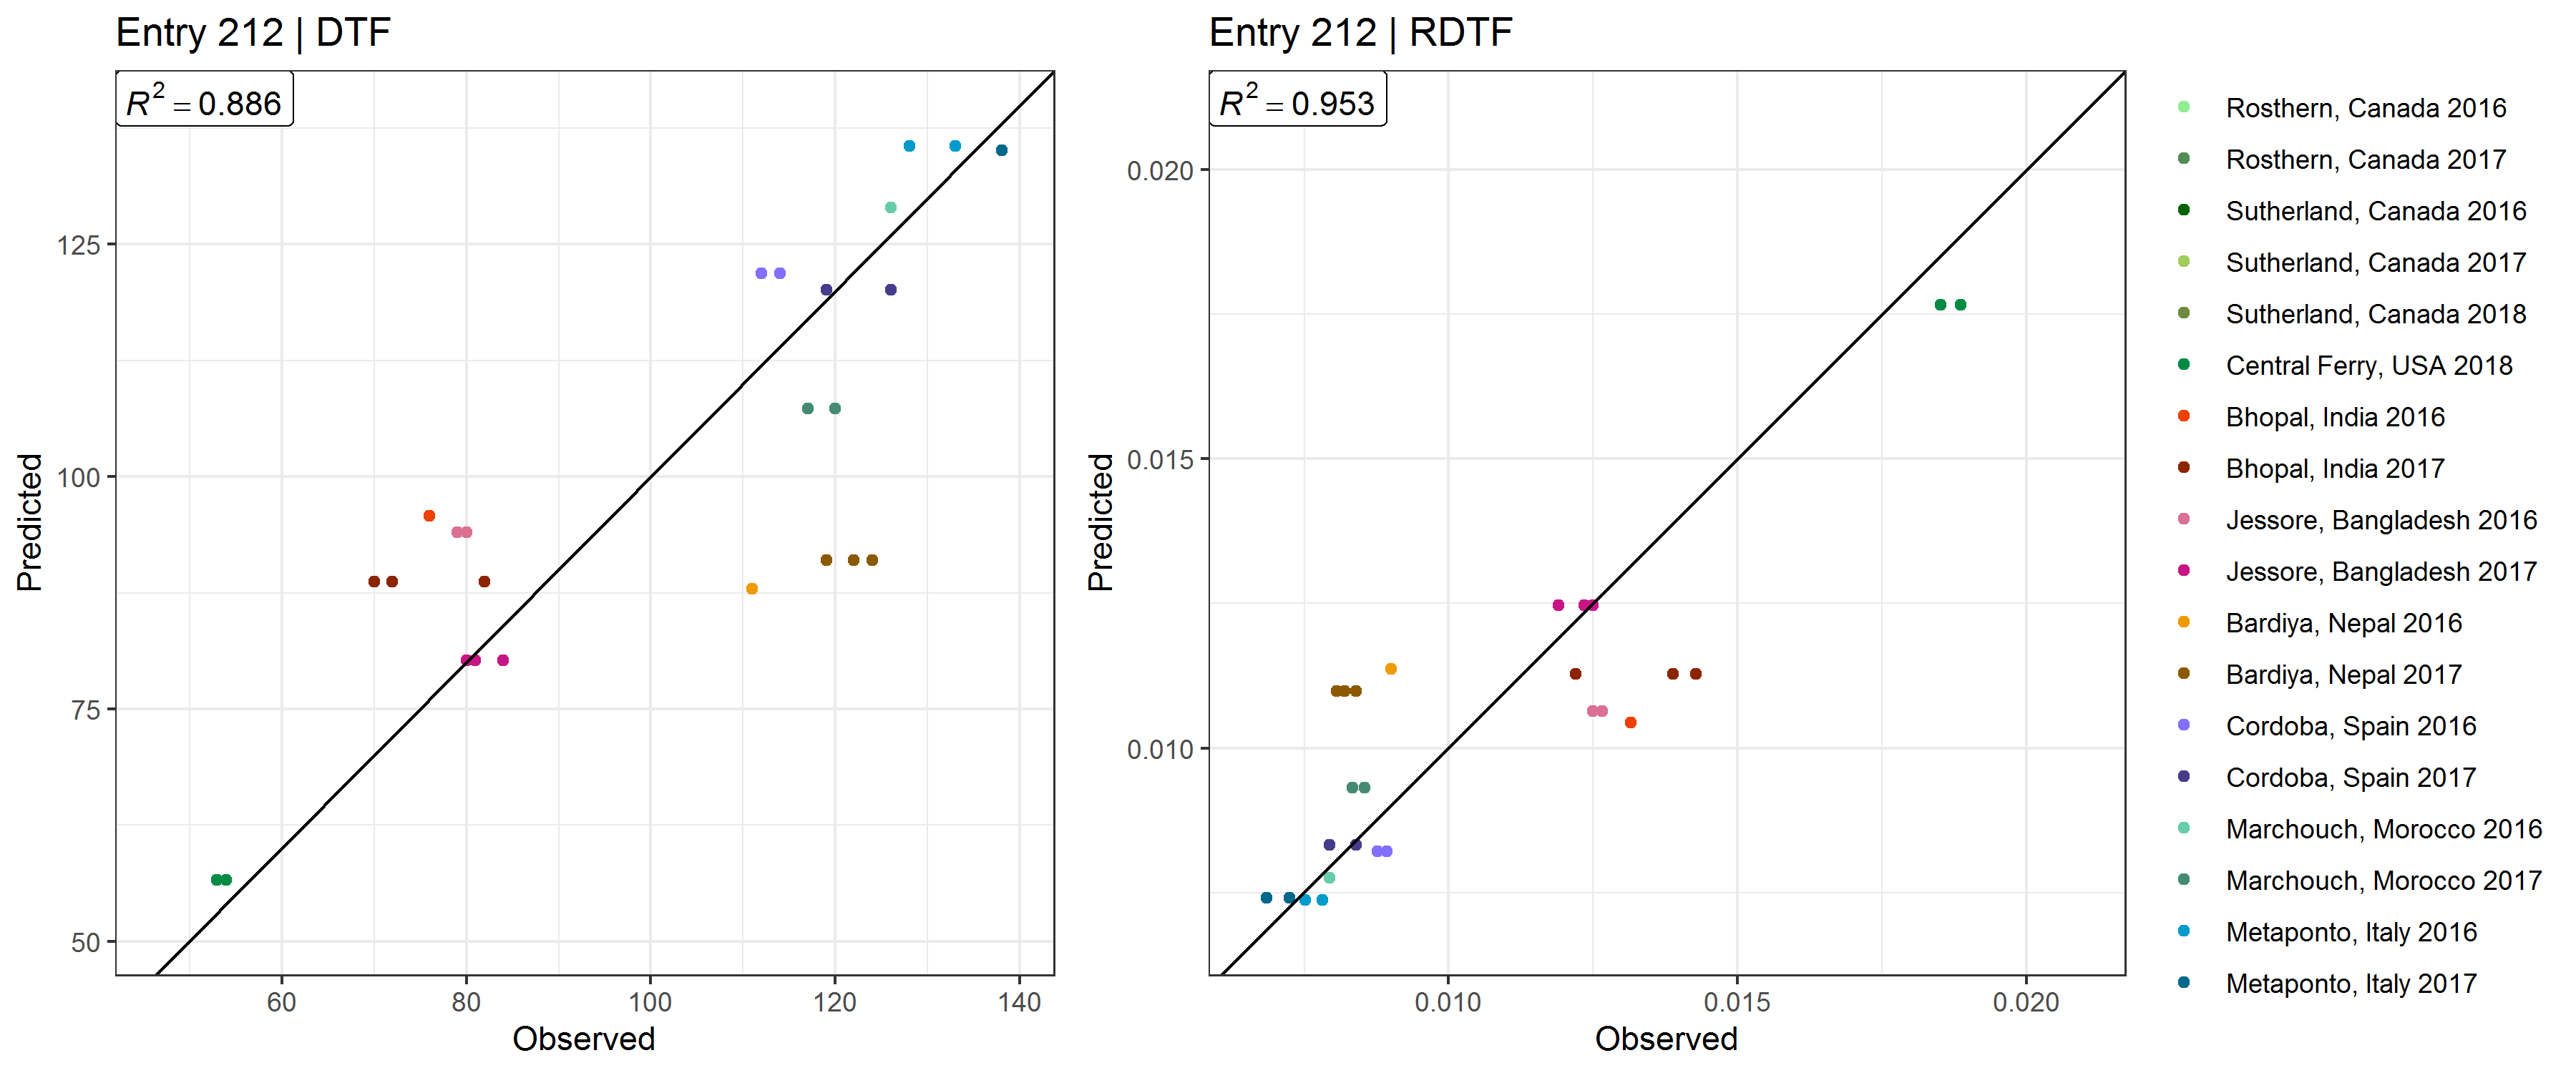 Entry 212 | DTF
R² = 0.886
125
100
75
50
Predicted
60 80 100 120 140
Observed
Entry 212 | RDTF
R² = 0.953
0.020
0.015
0.010
Predicted
0.010 0.015 0.020
Observed
Rosthern, Canada 2016
Rosthern, Canada 2017
Sutherland, Canada 2016
Sutherland, Canada 2017
Sutherland, Canada 2018
Central Ferry, USA 2018
Bhopal, India 2016
Bhopal, India 2017
Jessore, Bangladesh 2016
Jessore, Bangladesh 2017
Bardiya, Nepal 2016
Bardiya, Nepal 2017
Cordoba, Spain 2016
Cordoba, Spain 2017
Marchouch, Morocco 2016
Marchouch, Morocco 2017
Metaponto, Italy 2016
Metaponto, Italy 2017